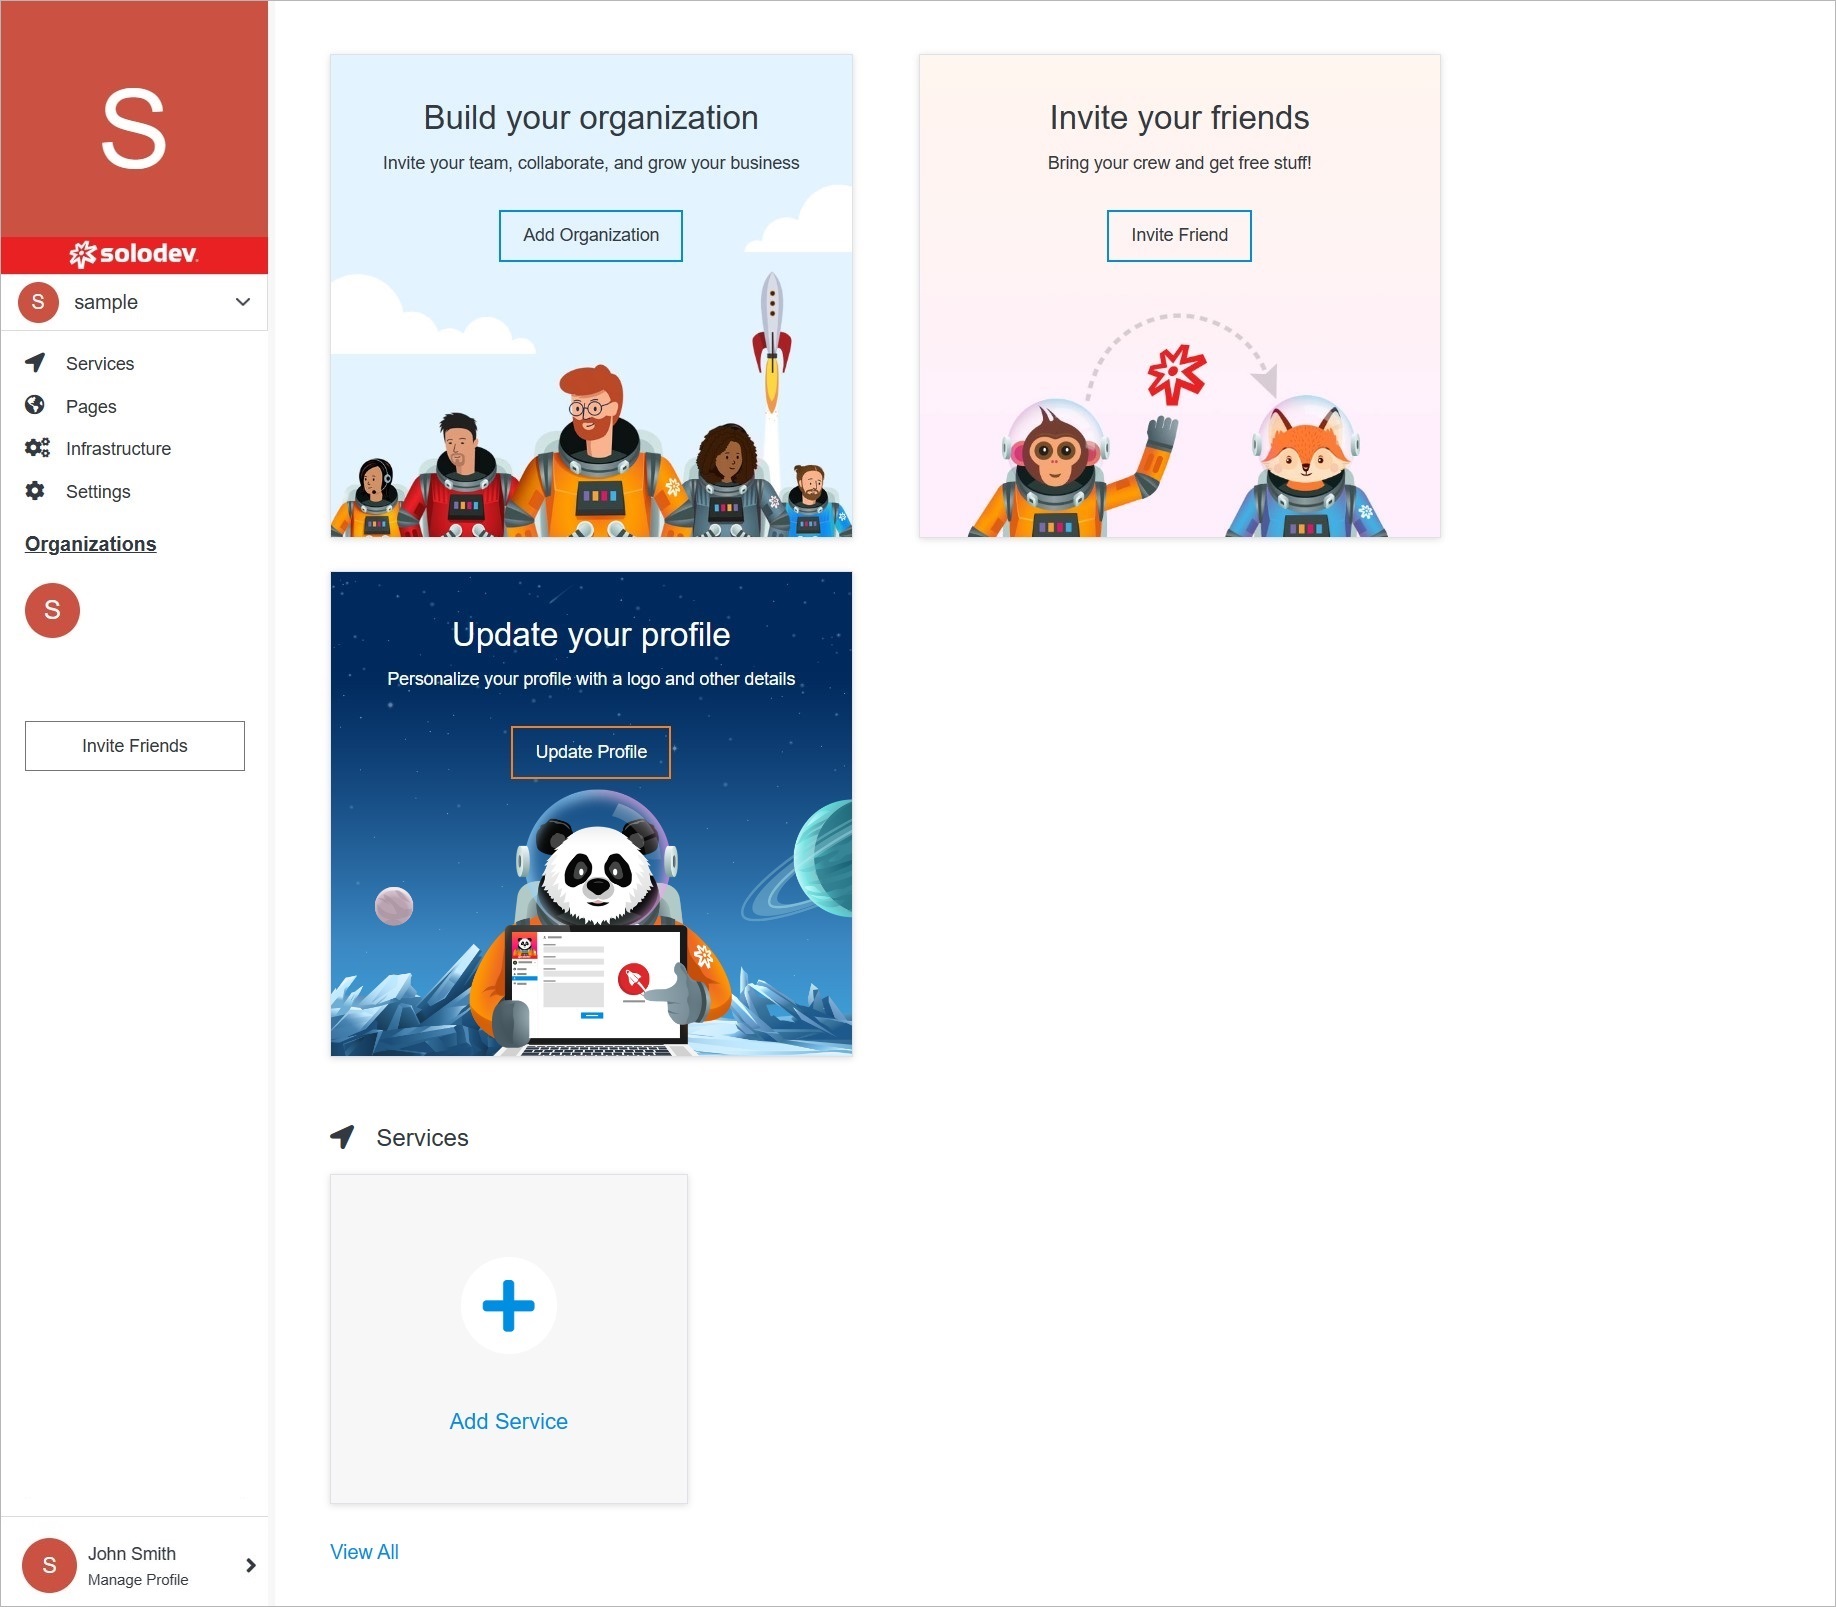 S
solodev
S sample
Services
Pages
Infrastructure
Settings
Organizations
S
Invite Friends
S John Smith
Manage Profile
Build your organization
Invite your team, collaborate, and grow your business
Add Organization
Invite your friends
Bring your crew and get free stuff!
Invite Friend
Update your profile
Personalize your profile with a logo and other details
Update Profile
Services
Add Service
View All